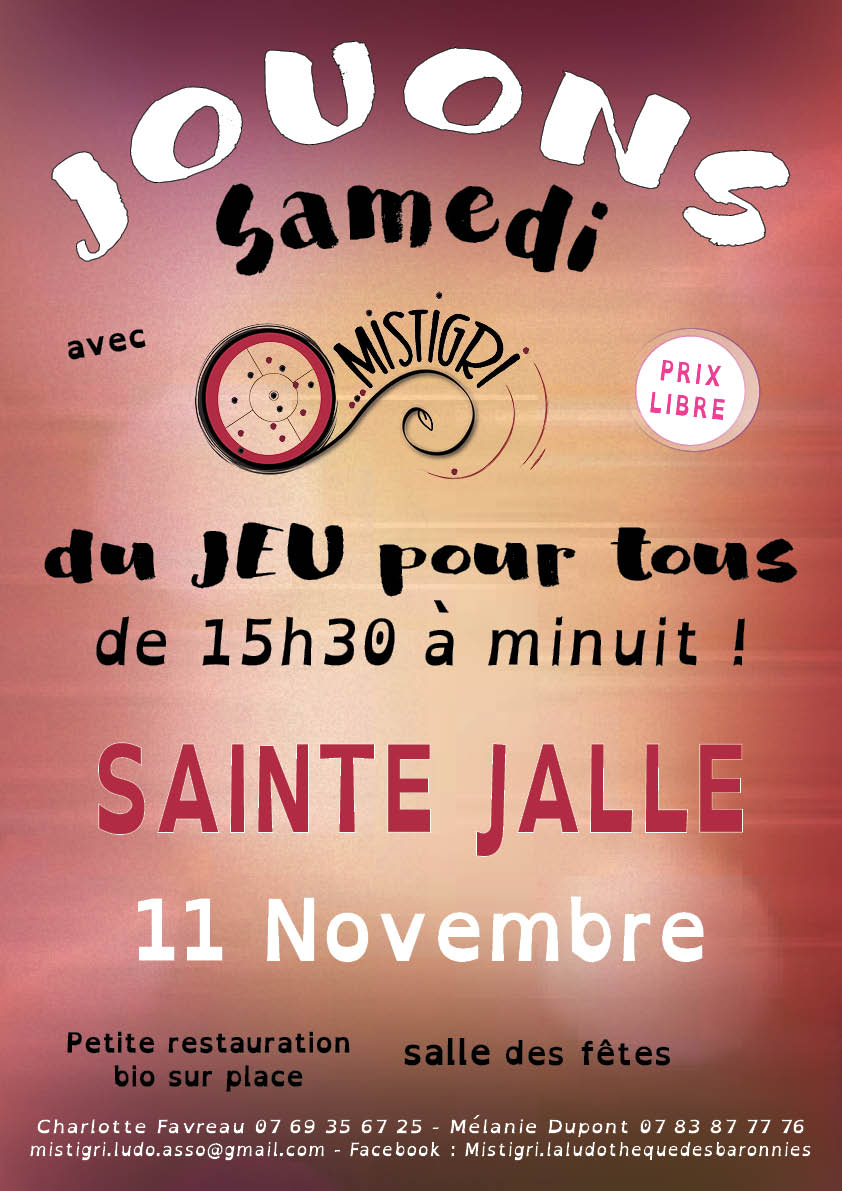 JOUONS
samedi
avec
MiSTIGRI
PRIX
LIBRE
du JEU pour tous
de 15h30 à minuit !
SAINTE JALLE
11 Novembre
Petite restauration
bio sur place
salle des fêtes
Charlotte Favreau 07 69 35 67 25 - Mélanie Dupont 07 83 87 77 76
mistigri.ludo.asso@gmail.com - Facebook : Mistigri.laludothequedesbaronnies